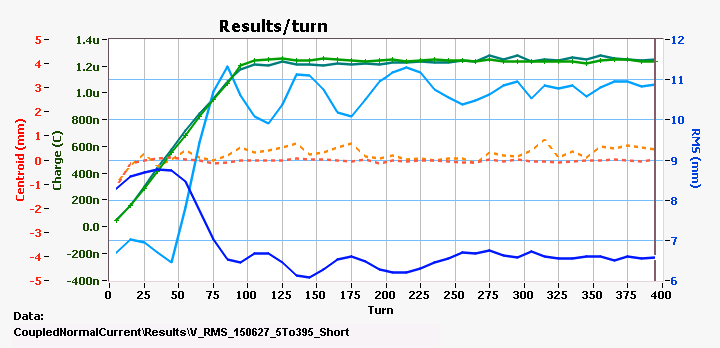 Results/turn
Centroid (mm)
5
4
3
2
1
0
-1
-2
-3
-4
-5
Charge (C)
1.4u
1.2u
1.0u
800n
600n
400n
200n
0.0
-200n
-400n
RMS (mm)
12
11
10
9
8
7
6
0 25 50 75 100 125 150 175 200 225 250 275 300 325 350 375 400
Turn
Data:
CoupledNormalCurrent\Results\V_RMS_150627_5To395_Short